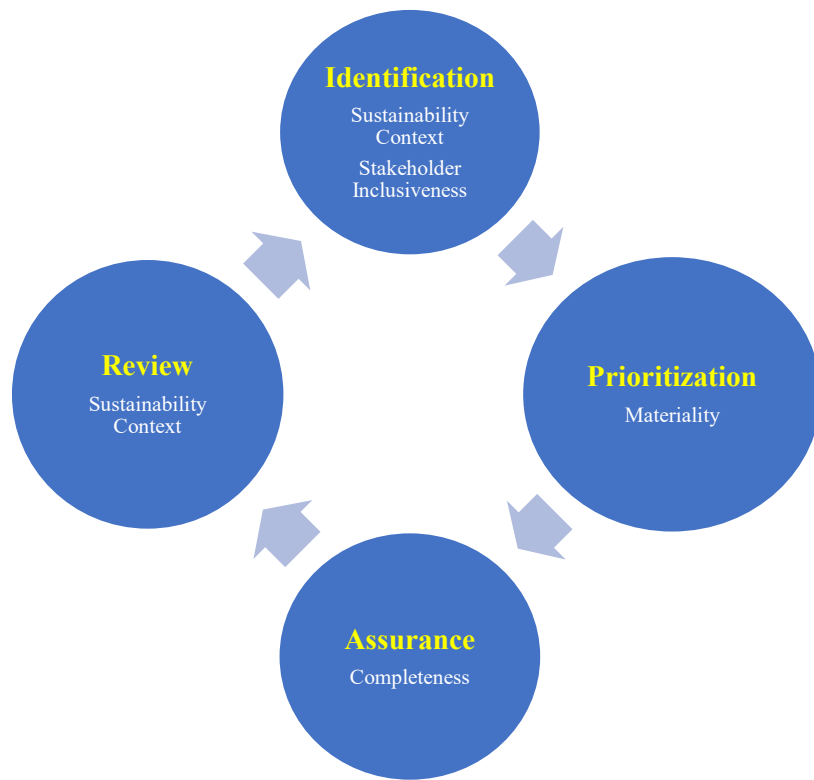 Identification
Sustainability
Context
Stakeholder
Inclusiveness
Prioritization
Materiality
Assurance
Completeness
Review
Sustainability
Context